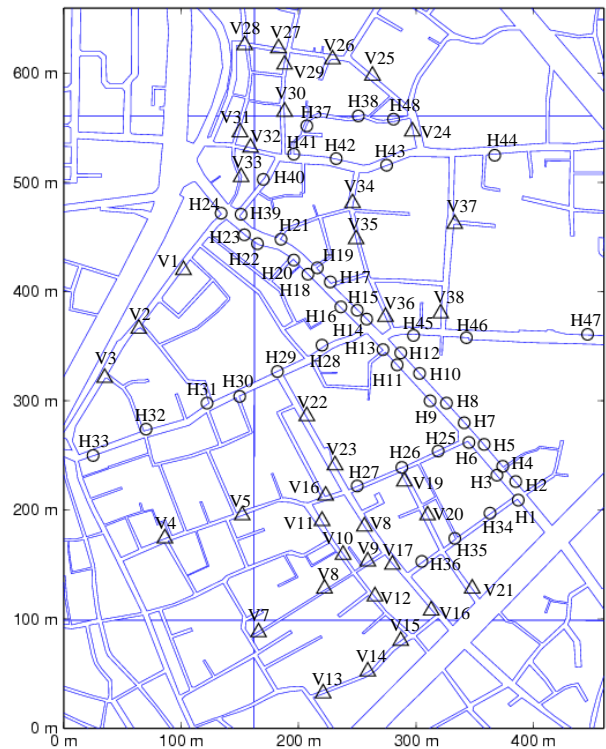 V28
V27
V26
V25
V29
600 m
V30
H37
H38
H48
V31
V32
V24
H41
H42
H43
H44
V33
500 m
H40
V34
H24
H39
H21
V35
V37
H23
H22
V1
H19
H20
H18
H17
400 m
V2
H16
H15
V36
V38
H14
H45
H46
H47
V3
H28
H13
H12
H29
H11
H10
300 m
H31
H30
V22
H9
H8
H32
H7
H33
H25
H5
H6
V23
H26
H4
H27
H3
H2
200 m
V5
V16
V19
V4
V11
V8
V20
H34
H1
V10
V9
V17
H35
H36
V8
V12
V21
V16
100 m
V7
V15
V14
V13
0 m
0 m
100 m
200 m
300 m
400 m